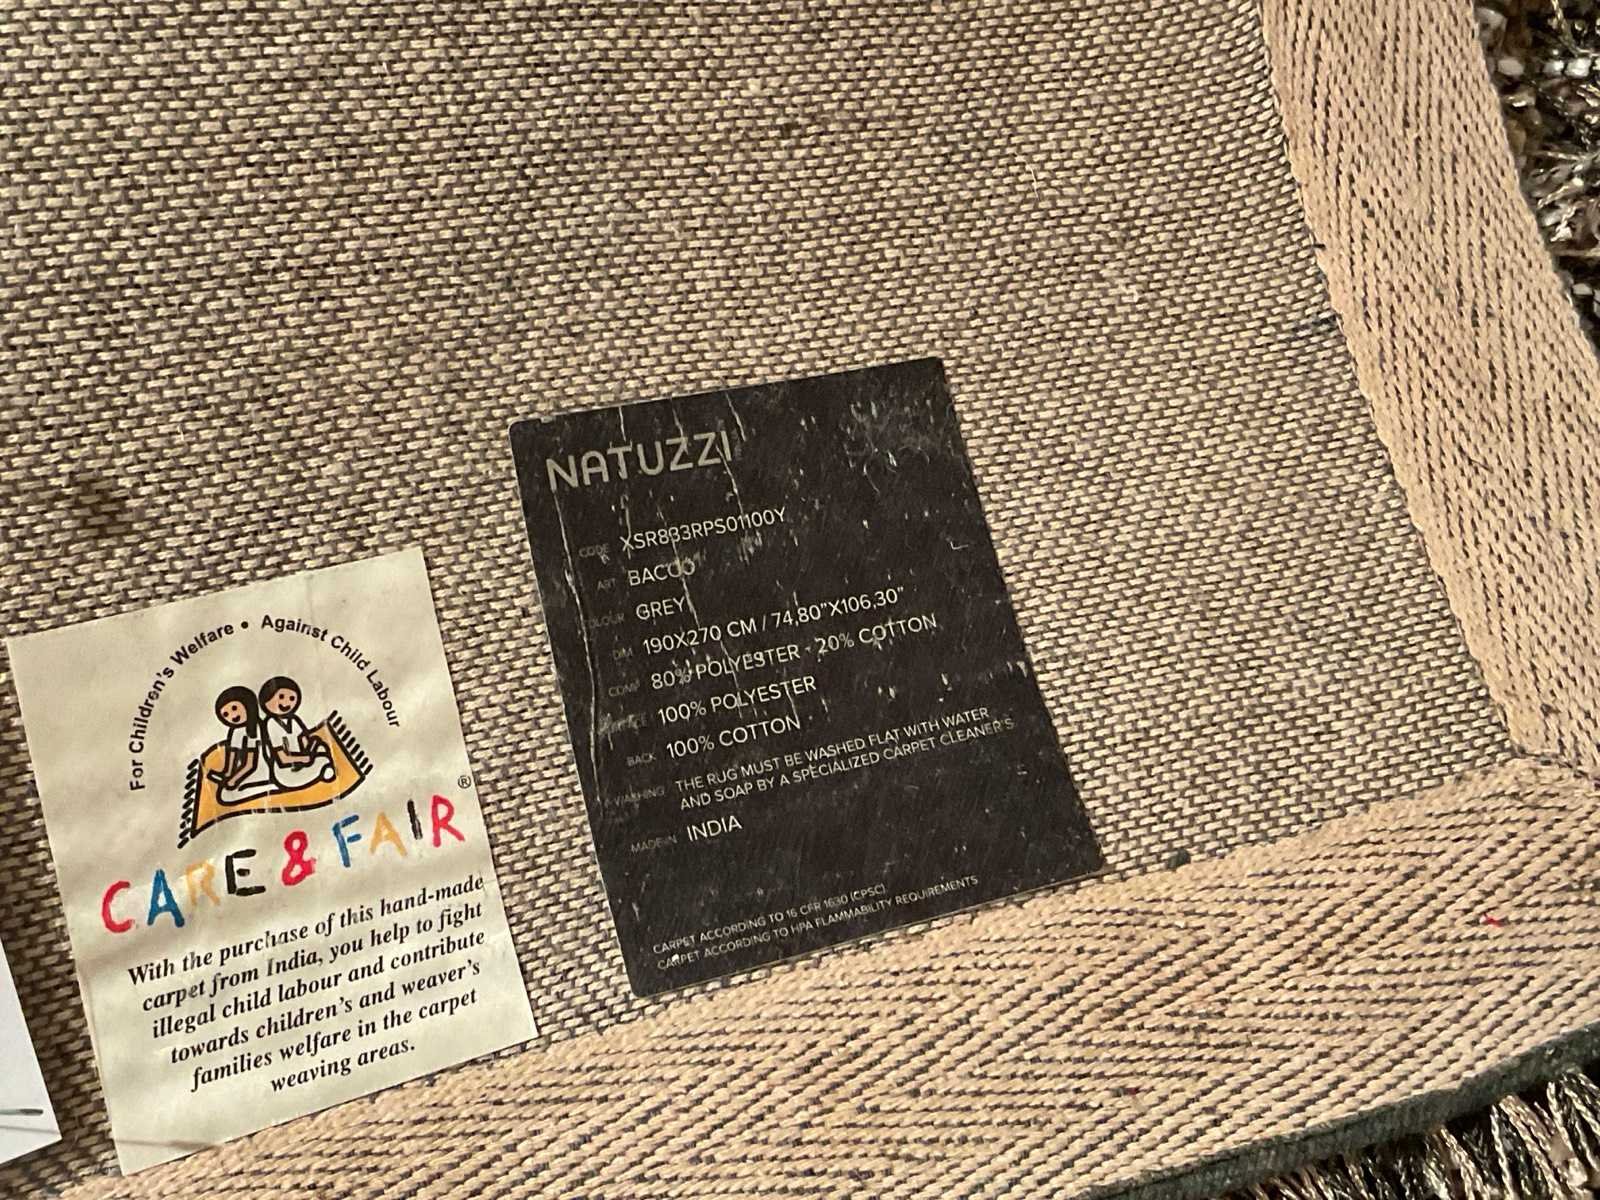 For Children's Welfare • Against Child Labour
CARE & FAIR®
With the purchase of this hand-made
carpet from India, you help to fight
illegal child labour and contribute
towards children's and weaver's
families welfare in the carpet
weaving areas.
NATUZZI
CODE XSR893RPS01100Y
ART BACCO
COLOUR GREY
DIM 190X270 CM / 74,80"X106,30"
COMP 80% POLYESTER - 20% COTTON
100% POLYESTER
BACK 100% COTTON
WASHING THE RUG MUST BE WASHED FLAT WITH WATER
AND SOAP BY A SPECIALIZED CARPET CLEANER'S
MADE IN INDIA
CARPET ACCORDING TO 16 CFR 1630 (CPSC)
CARPET ACCORDING TO HPA FLAMMABILITY REQUIREMENTS